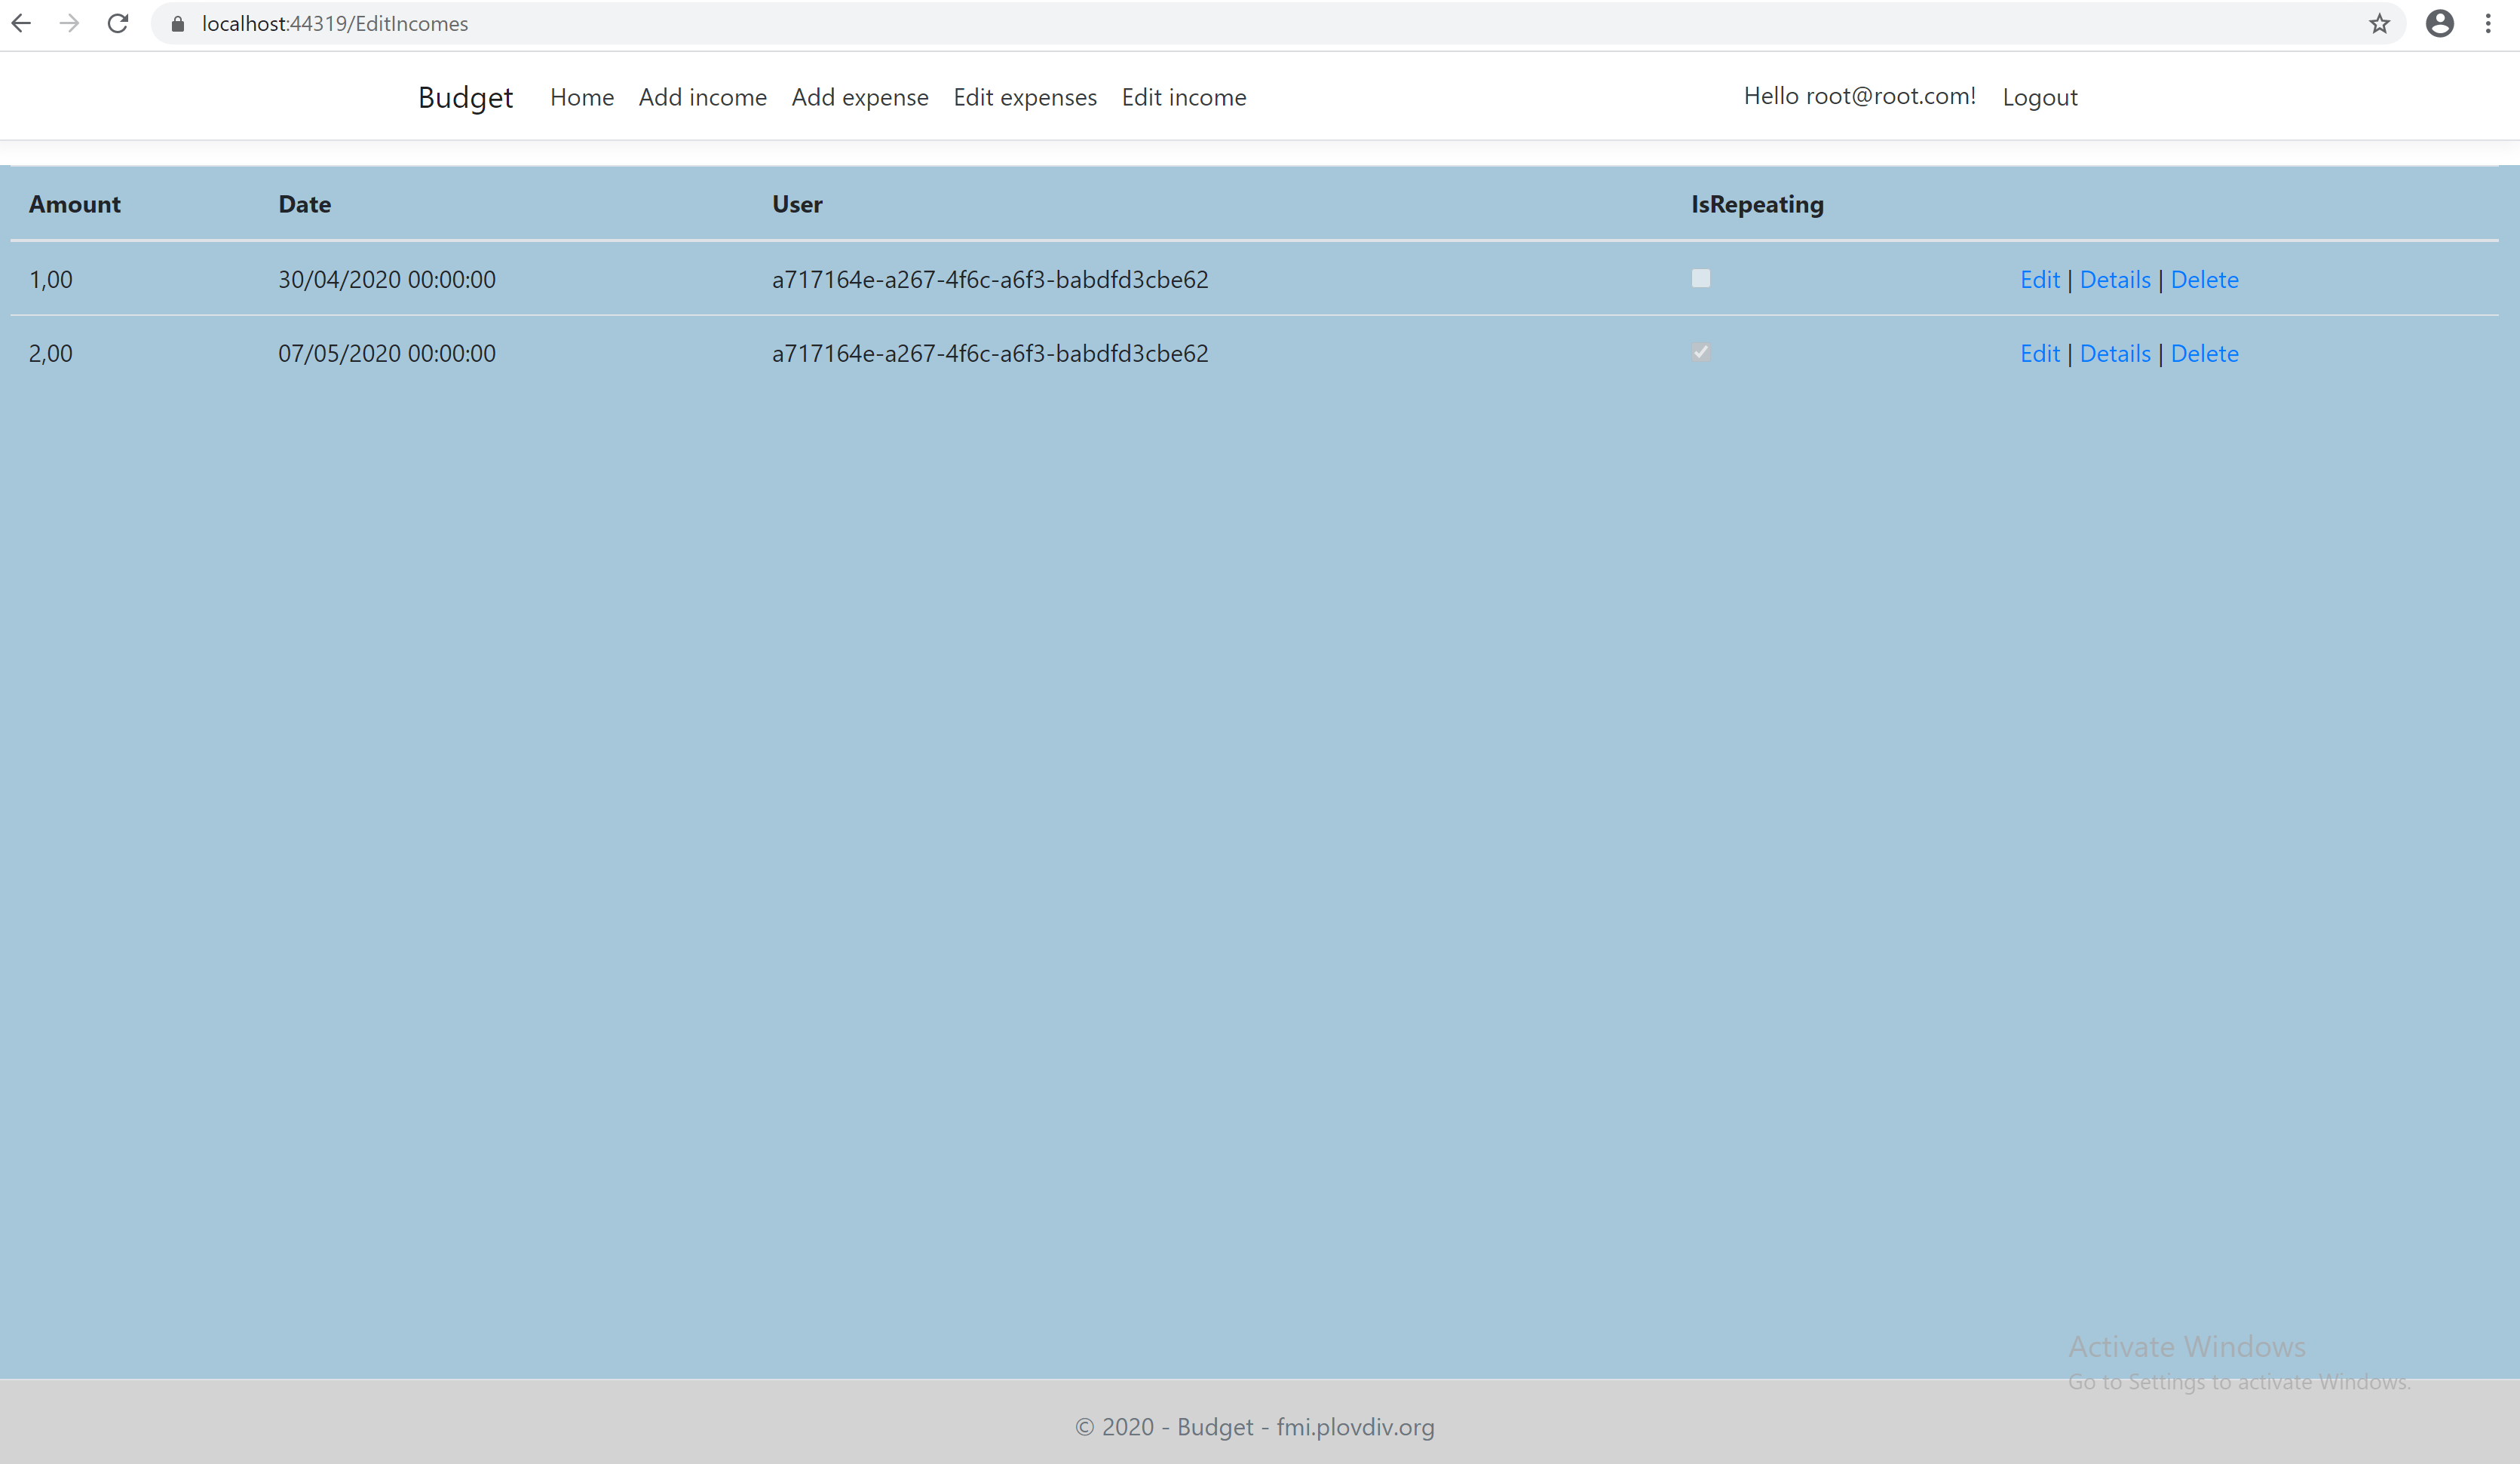 localhost:44319/EditIncomes
Budget Home Add income Add expense Edit expenses Edit income Hello root@root.com! Logout
Amount Date User IsRepeating
1,00 30/04/2020 00:00:00 a717164e-a267-4f6c-a6f3-babdfd3cbe62 Edit | Details | Delete
2,00 07/05/2020 00:00:00 a717164e-a267-4f6c-a6f3-babdfd3cbe62 Edit | Details | Delete
Activate Windows
Go to Settings to activate Windows.
© 2020 - Budget - fmi.plovdiv.org